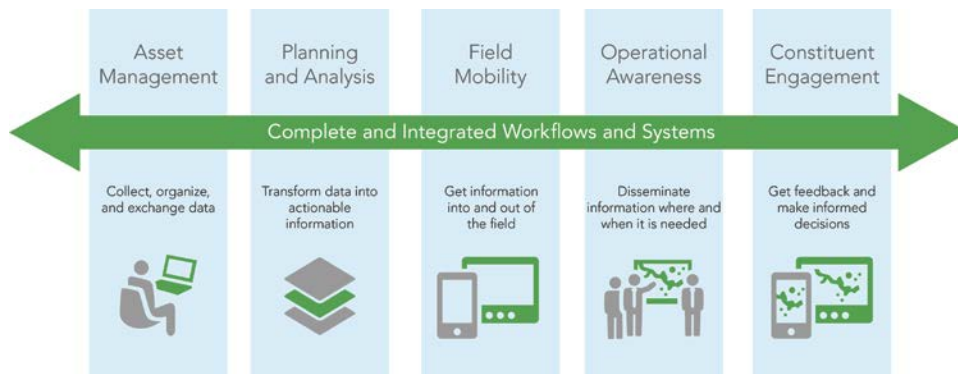 Asset
Management
Planning
and Analysis
Field
Mobility
Operational
Awareness
Constituent
Engagement
Complete and Integrated Workflows and Systems
Collect, organize,
and exchange data
Transform data into
actionable
information
Get information
into and out of
the field
Disseminate
information where and
when it is needed
Get feedback and
make informed
decisions